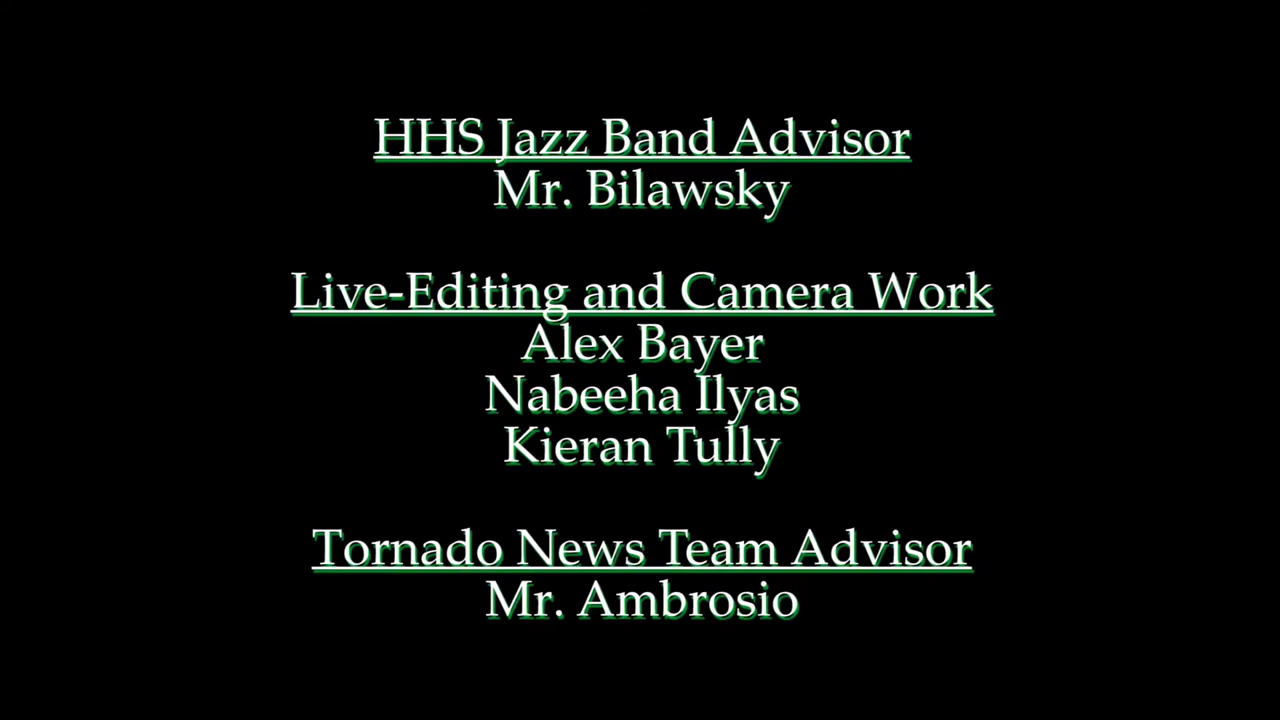 HHS Jazz Band Advisor
Mr. Bilawsky
Live-Editing and Camera Work
Alex Bayer
Nabeeha Ilyas
Kieran Tully
Tornado News Team Advisor
Mr. Ambrosio